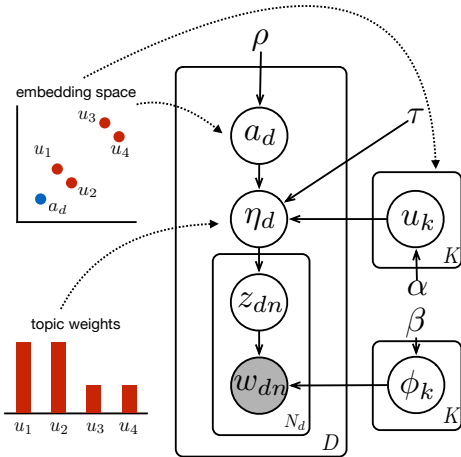 ρ
embedding space
u₃
u₄
u₁
u₂
a_d
a_d
τ
η_d
u_k
K
z_dn
α
β
topic weights
w_dn
ϕ_k
N_d
D
K
u₁ u₂ u₃ u₄